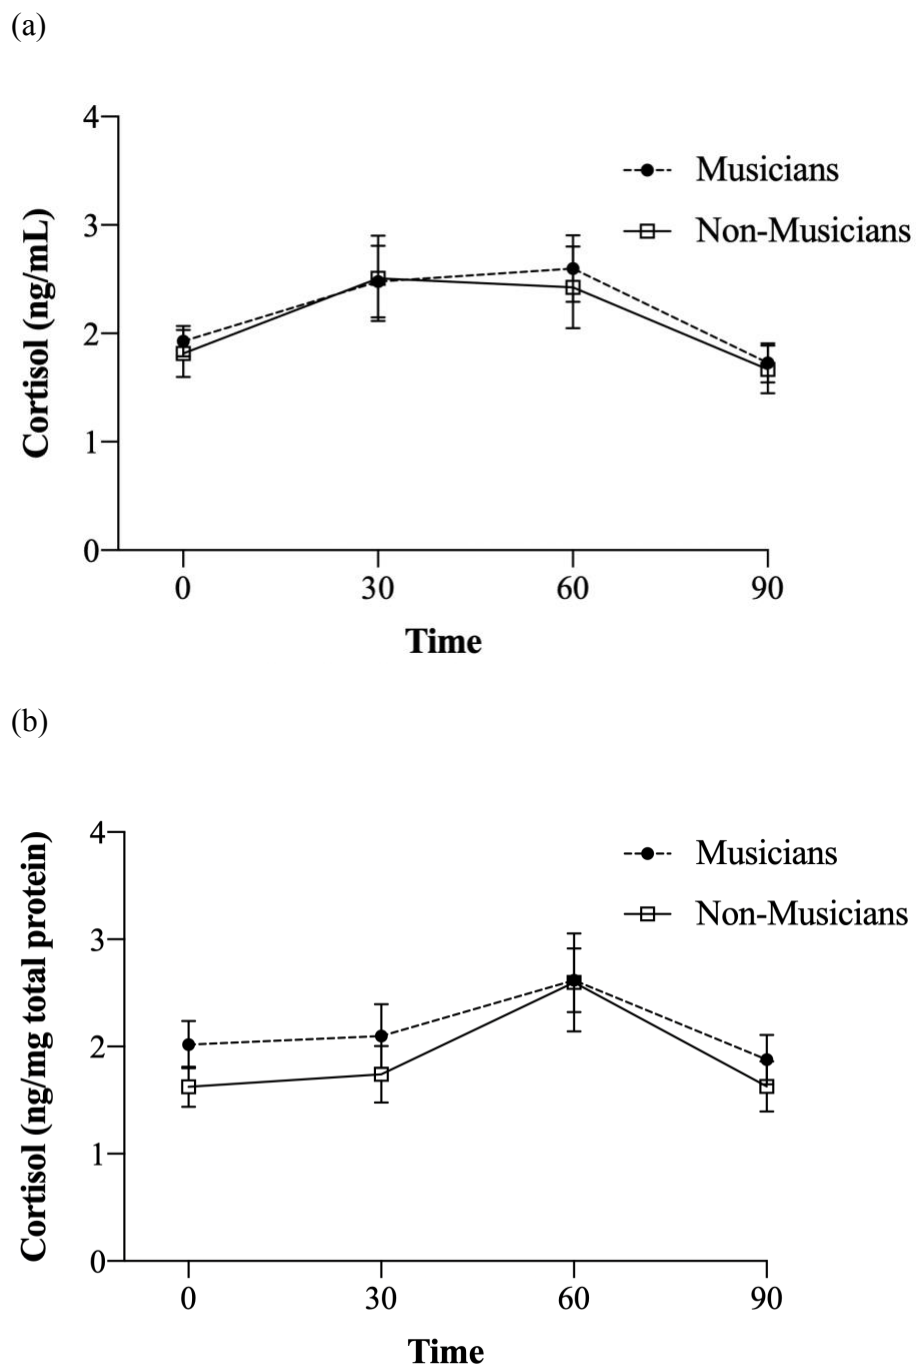 (a)
Cortisol (ng/mL)
4
3
2
1
0
Musicians
Non-Musicians
0 30 60 90
Time
(b)
Cortisol (ng/mg total protein)
4
3
2
1
0
Musicians
Non-Musicians
0 30 60 90
Time